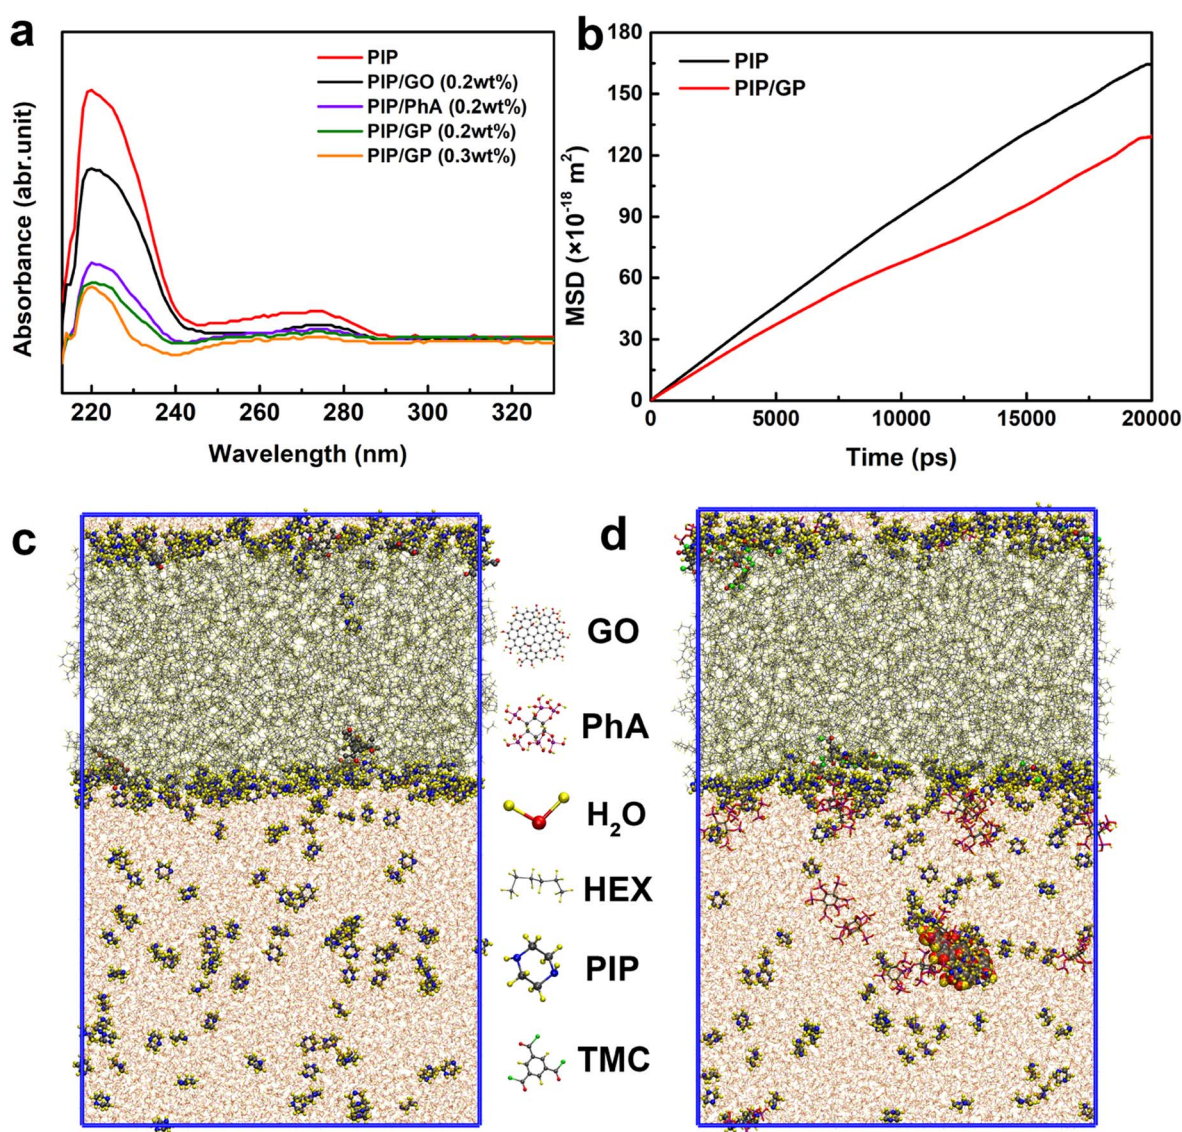 a
Absorbance (abr.unit)
PIP
PIP/GO (0.2wt%)
PIP/PhA (0.2wt%)
PIP/GP (0.2wt%)
PIP/GP (0.3wt%)
220 240 260 280 300 320
Wavelength (nm)
b
MSD (×10⁻¹⁸ m²)
180
150
120
90
60
30
0
PIP
PIP/GP
0 5000 10000 15000 20000
Time (ps)
c
d
GO
PhA
H₂O
HEX
PIP
TMC